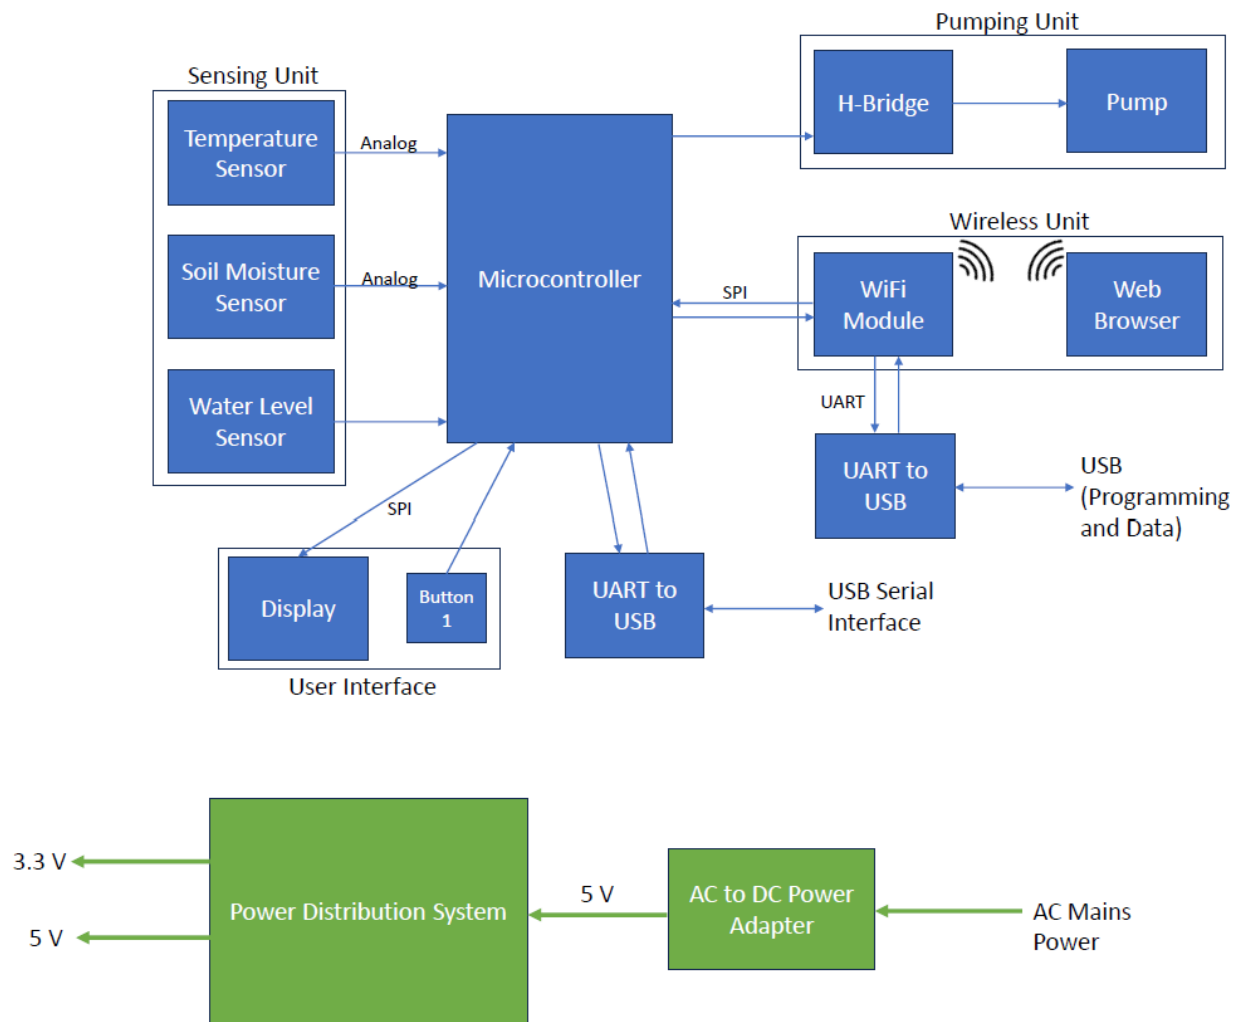 Pumping Unit
H-Bridge
Pump
Sensing Unit
Temperature
Sensor
Analog
Soil Moisture
Sensor
Analog
Water Level
Sensor
Microcontroller
Wireless Unit
SPI
WiFi
Module
Web
Browser
UART
UART to
USB
USB
(Programming
and Data)
SPI
Display
Button
1
User Interface
UART to
USB
USB Serial
Interface
3.3 V
5 V
Power Distribution System
5 V
AC to DC Power
Adapter
AC Mains
Power